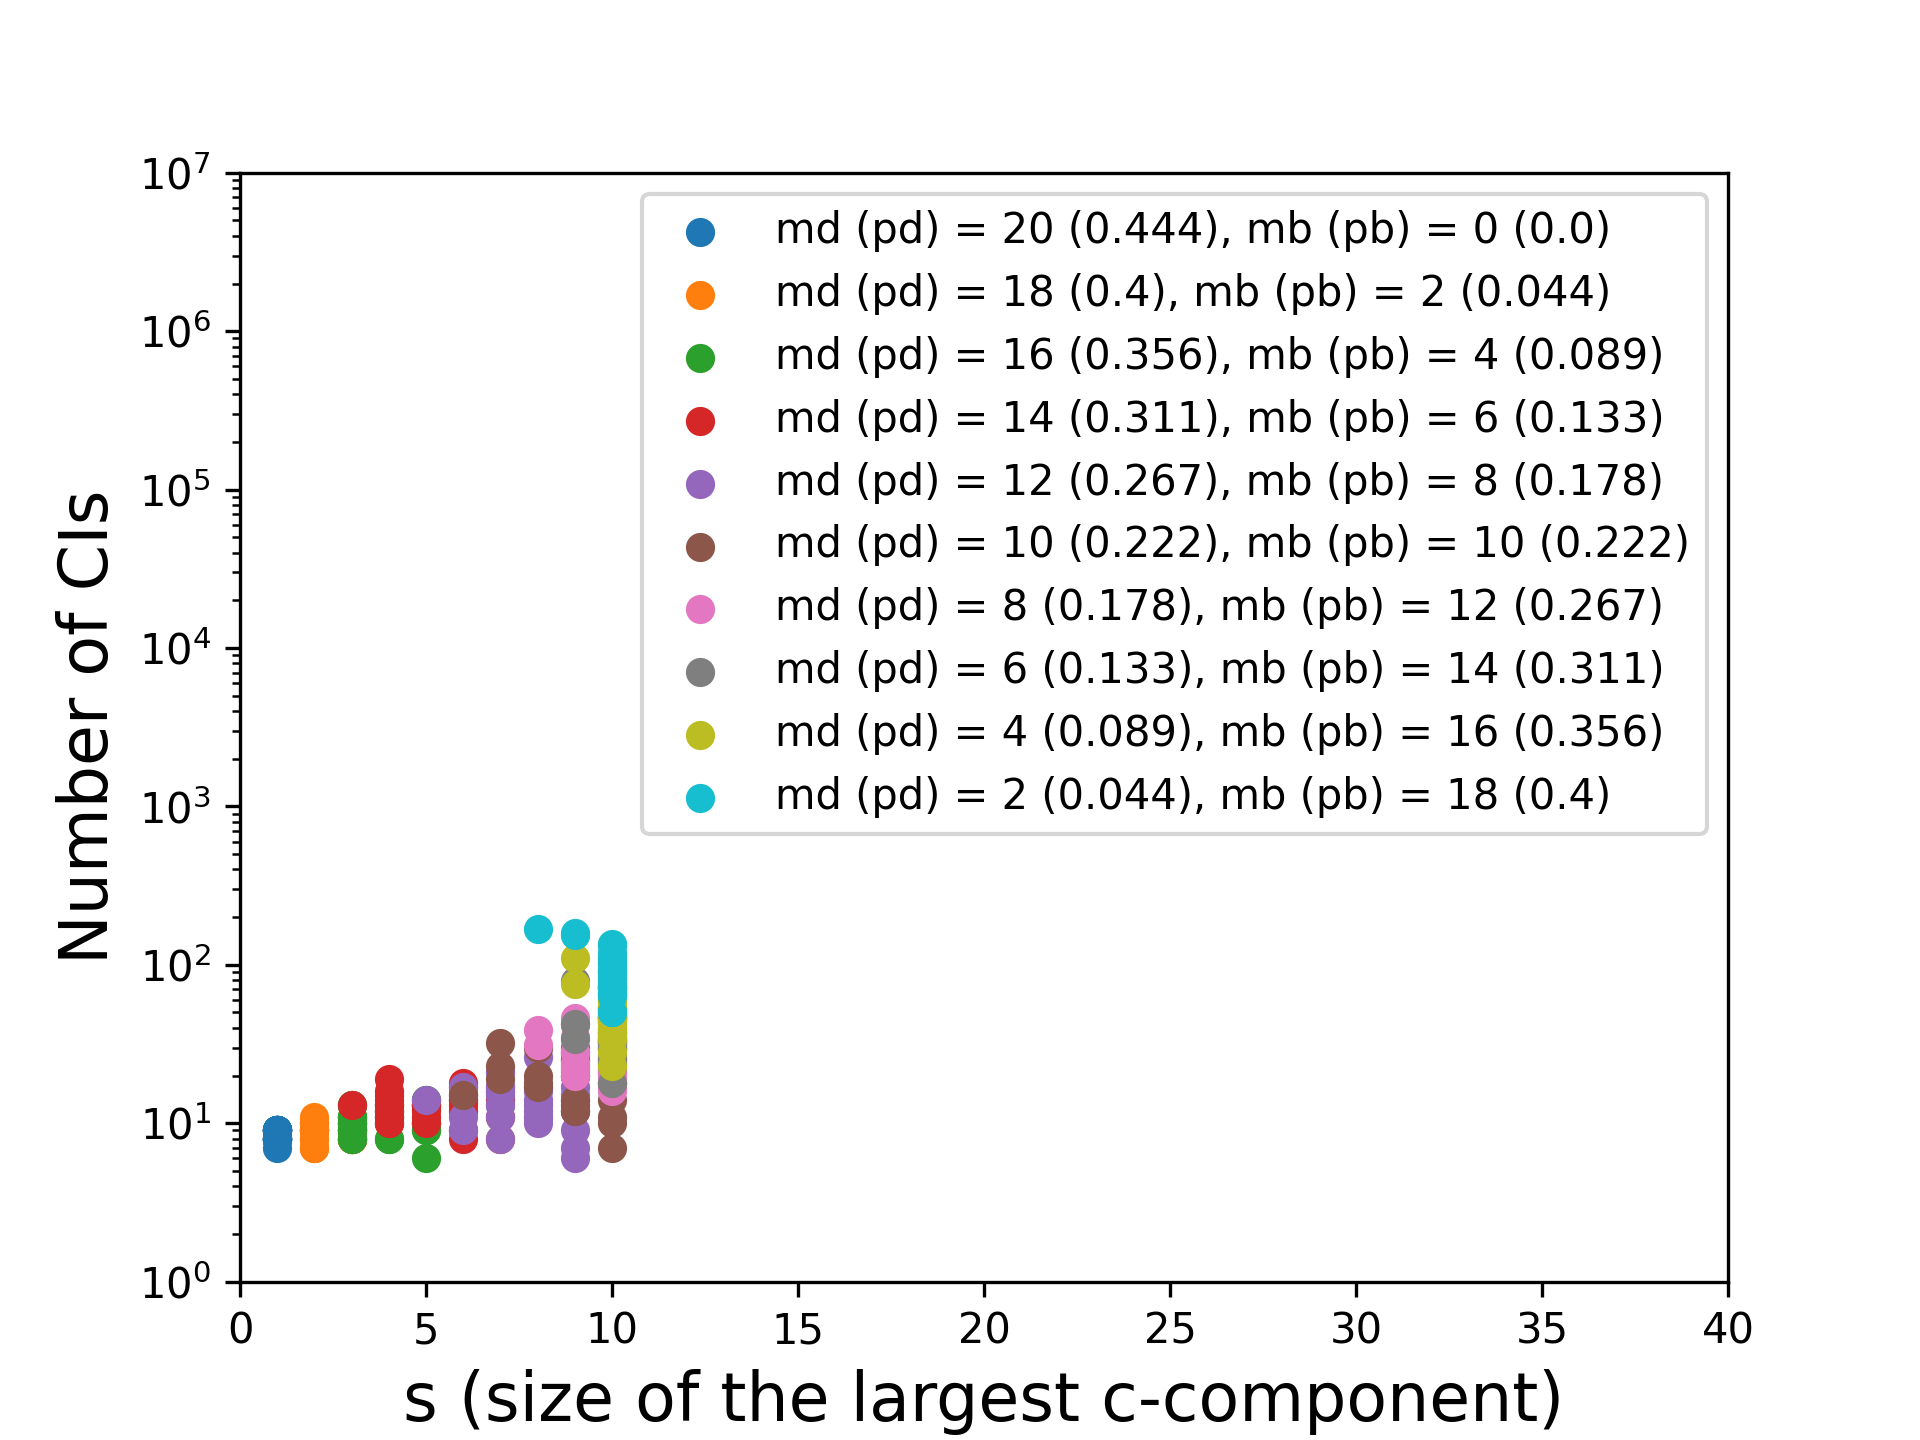 10^7
10^6
10^5
10^4
10^3
10^2
10^1
10^0
Number of CIs
md (pd) = 20 (0.444), mb (pb) = 0 (0.0)
md (pd) = 18 (0.4), mb (pb) = 2 (0.044)
md (pd) = 16 (0.356), mb (pb) = 4 (0.089)
md (pd) = 14 (0.311), mb (pb) = 6 (0.133)
md (pd) = 12 (0.267), mb (pb) = 8 (0.178)
md (pd) = 10 (0.222), mb (pb) = 10 (0.222)
md (pd) = 8 (0.178), mb (pb) = 12 (0.267)
md (pd) = 6 (0.133), mb (pb) = 14 (0.311)
md (pd) = 4 (0.089), mb (pb) = 16 (0.356)
md (pd) = 2 (0.044), mb (pb) = 18 (0.4)
0 5 10 15 20 25 30 35 40
s (size of the largest c-component)